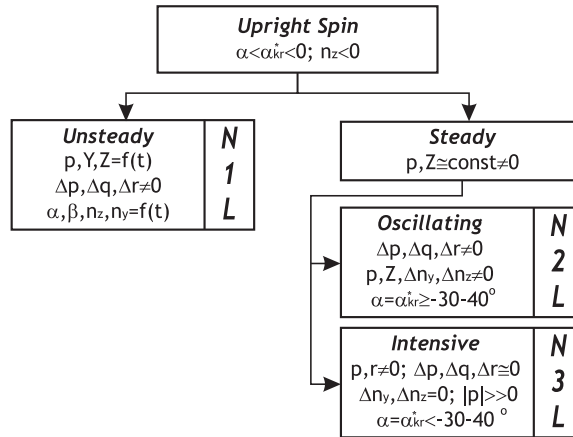 Upright Spin
α<α*kr<0; nz<0
Unsteady
p,Y,Z=f(t)
Δp,Δq,Δr≠0
α,β,nz,ny=f(t)
N
1
L
Steady
p,Z≅const≠0
Oscillating
Δp,Δq,Δr≠0
p,Z,Δny,Δnz≠0
α=α*kr≥-30-40°
N
2
L
Intensive
p,r≠0; Δp,Δq,Δr≅0
Δny,Δnz=0; |p|>>0
α=α*kr<-30-40 °
N
3
L